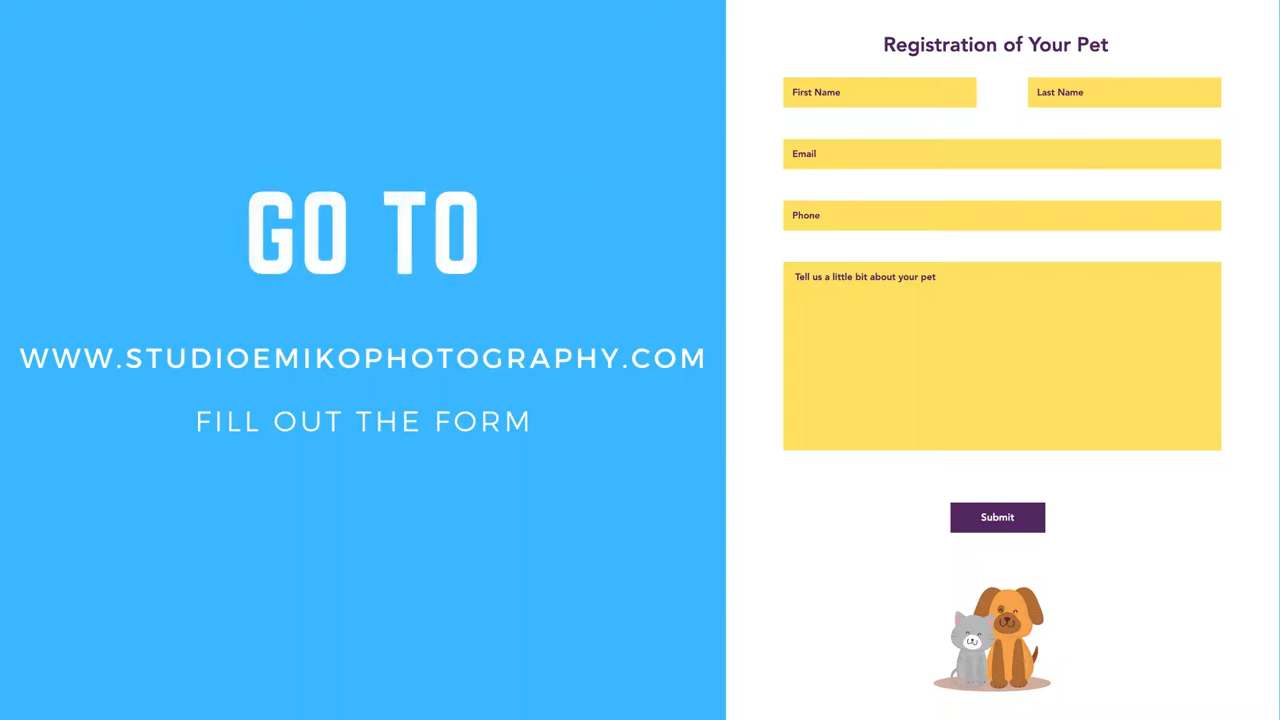 GO TO
WWW.STUDIOEMIKOPHOTOGRAPHY.COM
FILL OUT THE FORM
Registration of Your Pet
First Name
Last Name
Email
Phone
Tell us a little bit about your pet
Submit